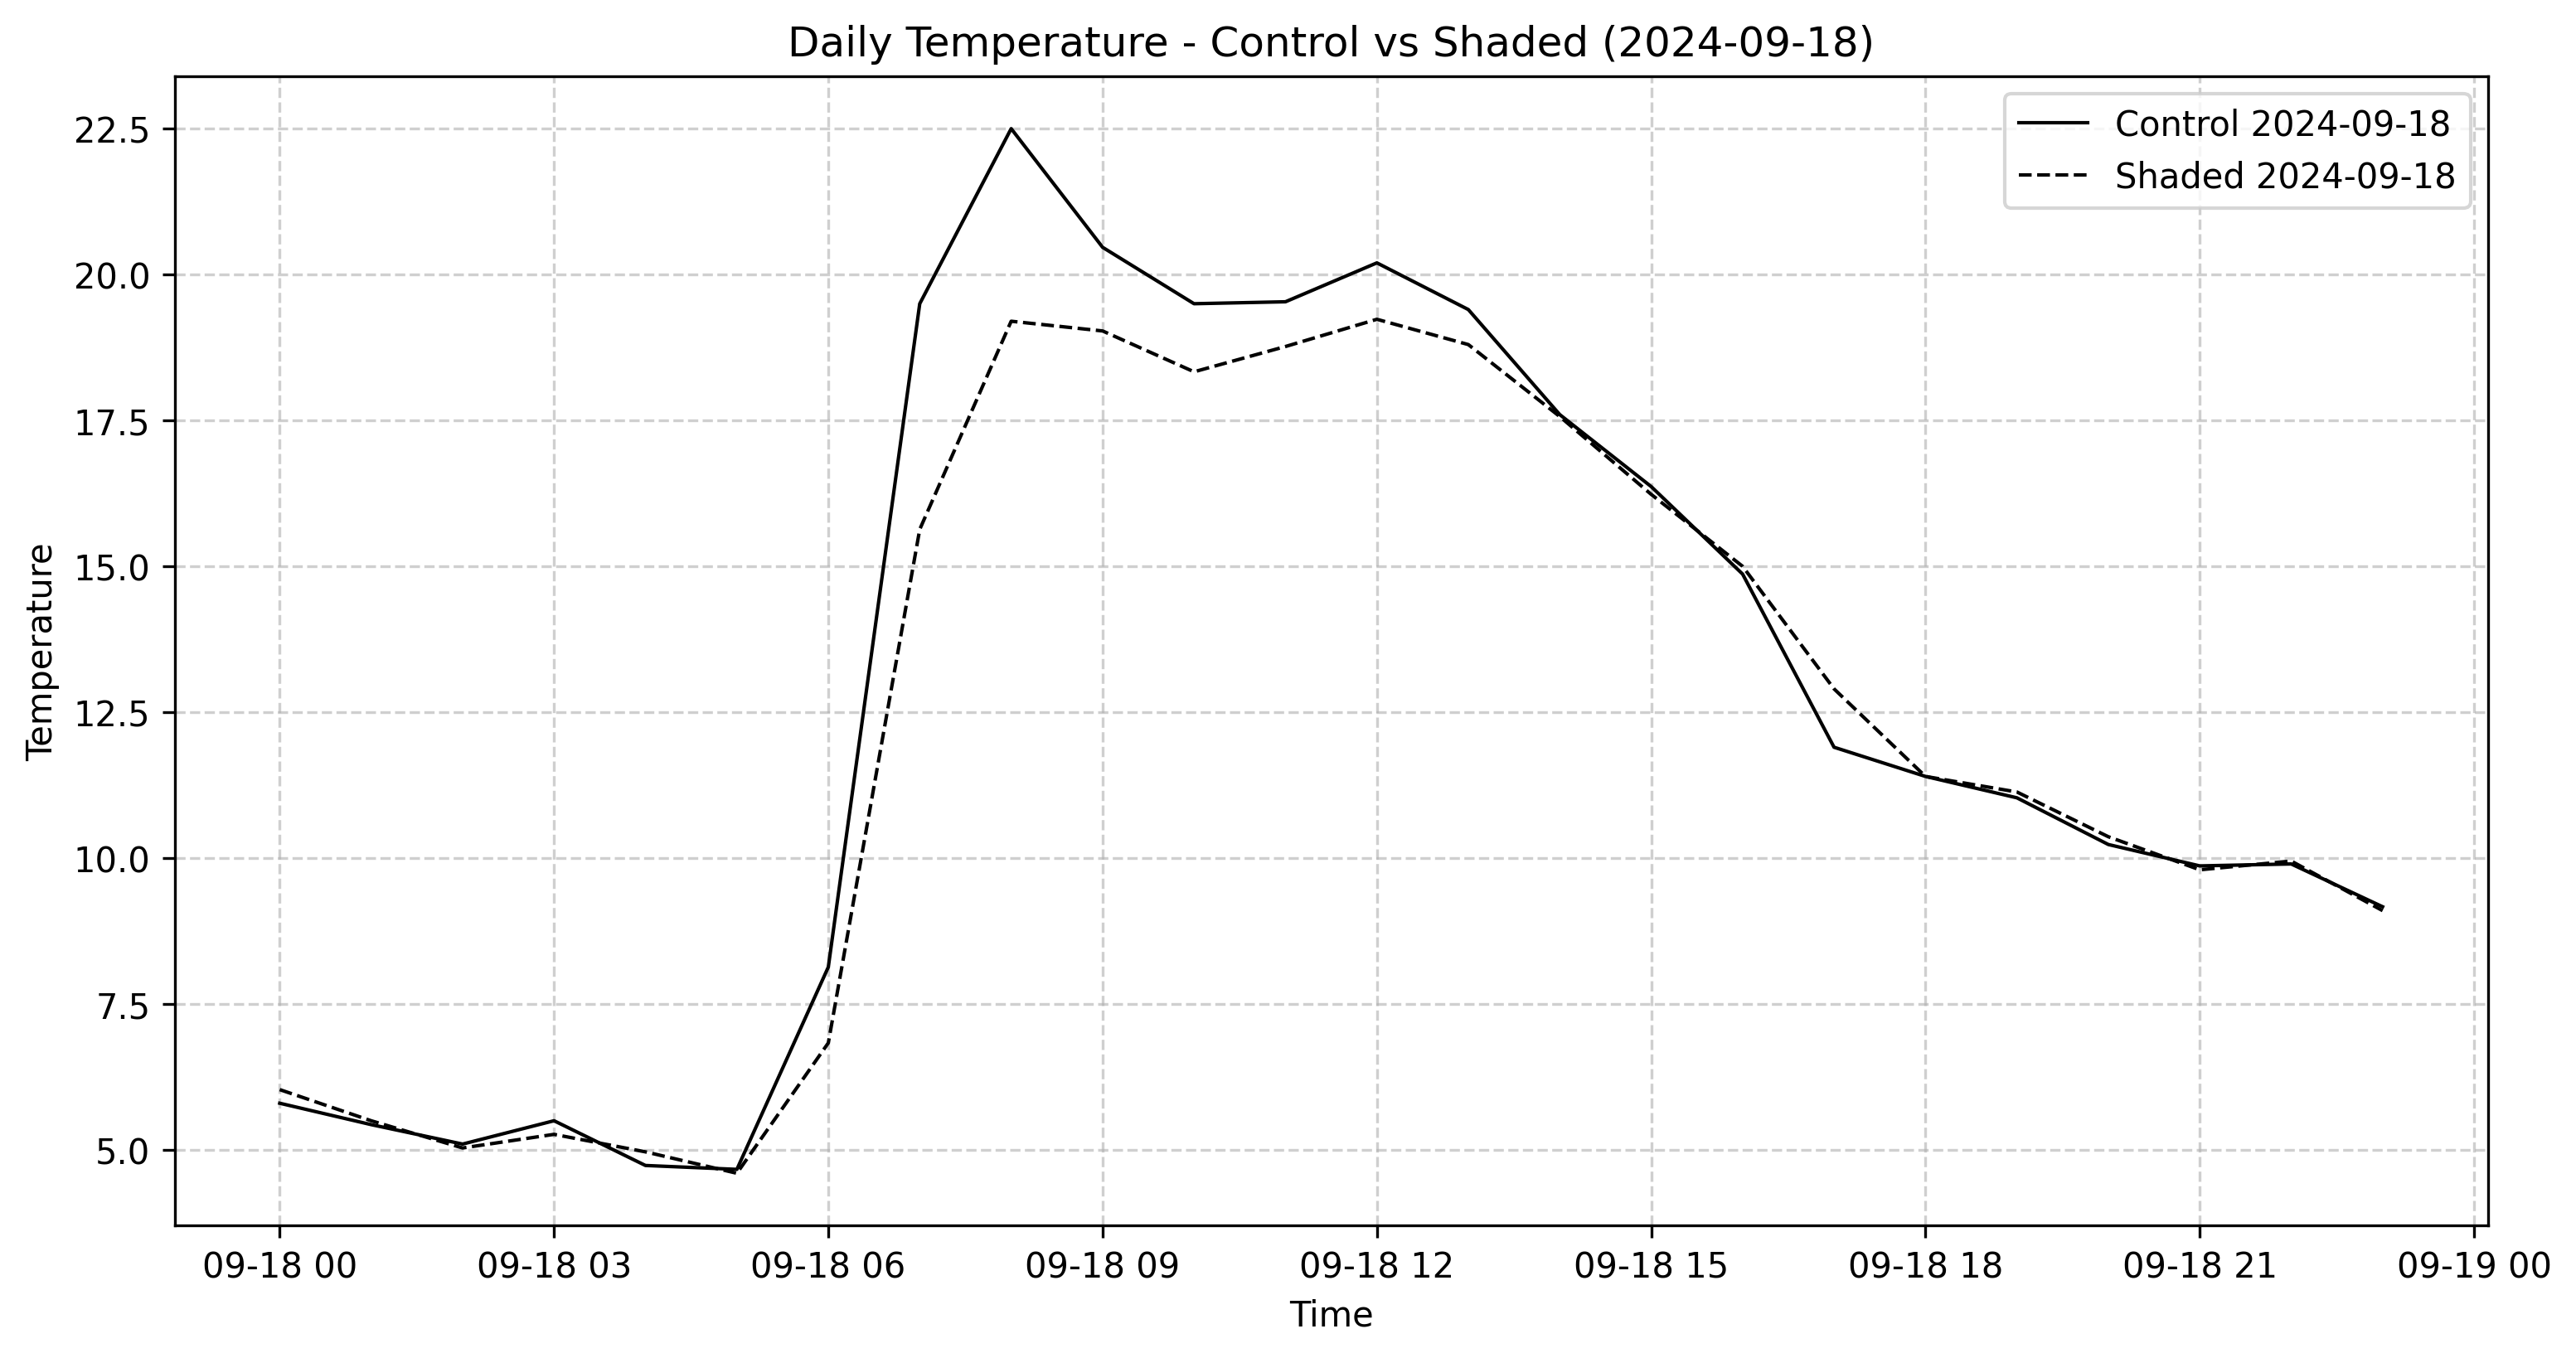 Daily Temperature - Control vs Shaded (2024-09-18)
Control 2024-09-18
Shaded 2024-09-18
22.5
20.0
17.5
15.0
12.5
10.0
7.5
5.0
Temperature
09-18 00 09-18 03 09-18 06 09-18 09 09-18 12 09-18 15 09-18 18 09-18 21 09-19 00
Time